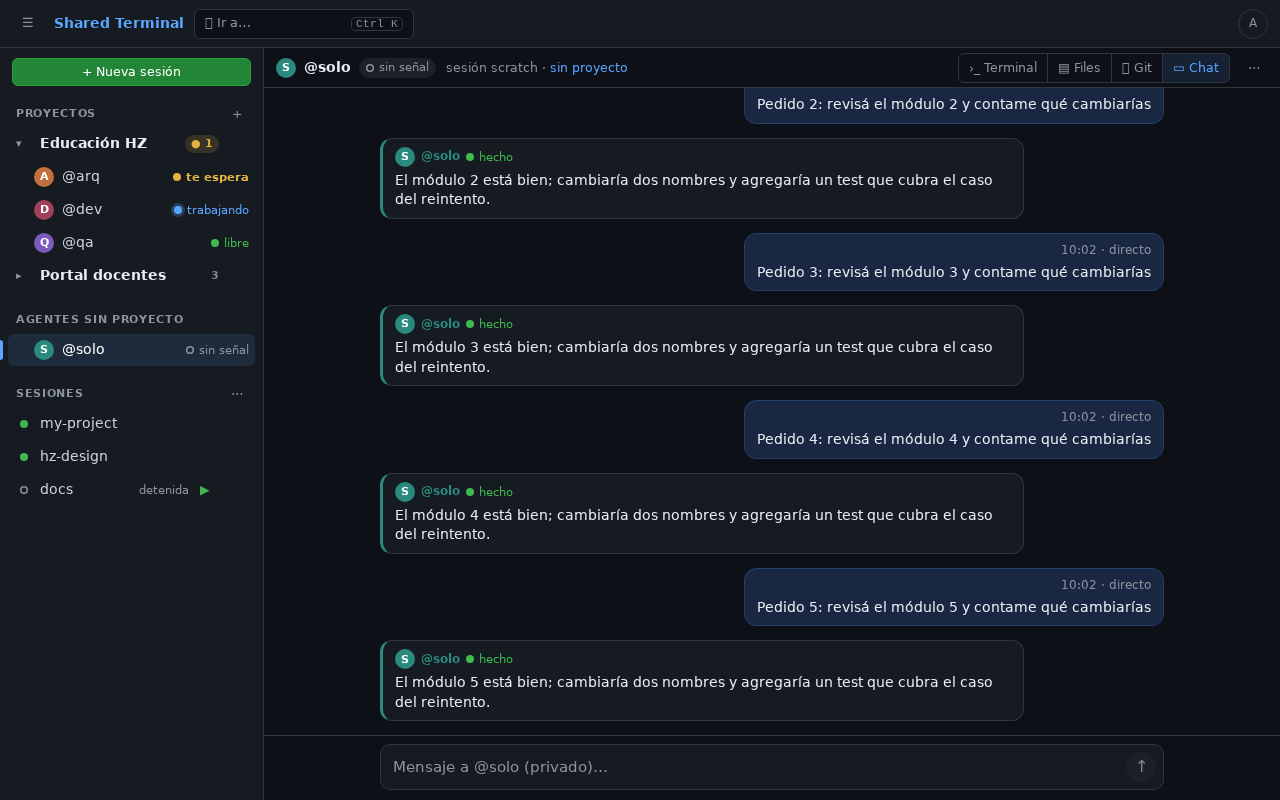 Shared Terminal
Ir a...
Ctrl K
A
+ Nueva sesión
PROYECTOS
Educación HZ
1
A @arq te espera
D @dev trabajando
Q @qa libre
Portal docentes 3
AGENTES SIN PROYECTO
S @solo sin señal
SESIONES
my-project
hz-design
docs detenida
S @solo sin señal sesión scratch · sin proyecto
Terminal Files Git Chat
Pedido 2: revisá el módulo 2 y contame qué cambiarías
S @solo hecho
El módulo 2 está bien; cambiaría dos nombres y agregaría un test que cubra el caso
del reintento.
10:02 · directo
Pedido 3: revisá el módulo 3 y contame qué cambiarías
S @solo hecho
El módulo 3 está bien; cambiaría dos nombres y agregaría un test que cubra el caso
del reintento.
10:02 · directo
Pedido 4: revisá el módulo 4 y contame qué cambiarías
S @solo hecho
El módulo 4 está bien; cambiaría dos nombres y agregaría un test que cubra el caso
del reintento.
10:02 · directo
Pedido 5: revisá el módulo 5 y contame qué cambiarías
S @solo hecho
El módulo 5 está bien; cambiaría dos nombres y agregaría un test que cubra el caso
del reintento.
Mensaje a @solo (privado)...